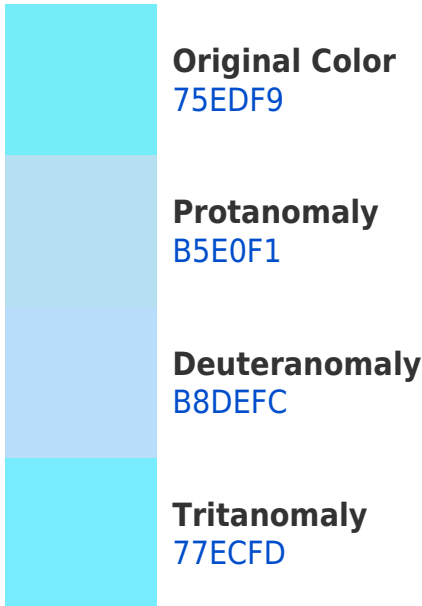 Original Color
75EDF9
Protanomaly
B5E0F1
Deuteranomaly
B8DEFC
Tritanomaly
77ECFD